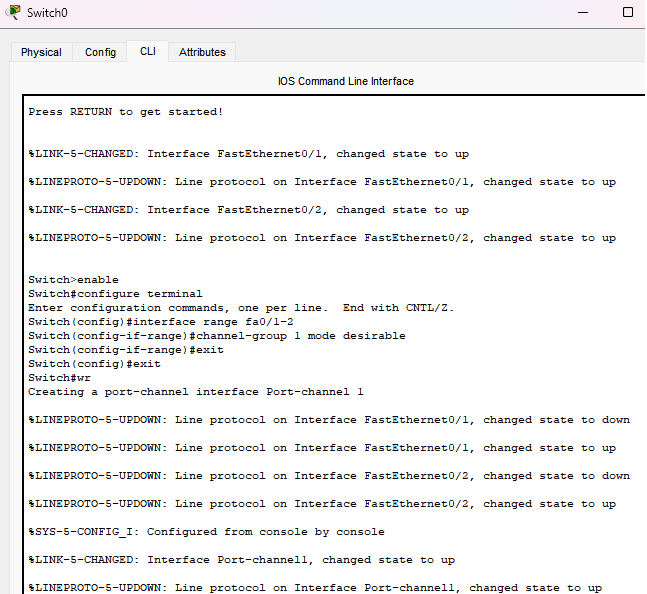 Switch0
Physical Config CLI Attributes
IOS Command Line Interface
Press RETURN to get started!
%LINK-5-CHANGED: Interface FastEthernet0/1, changed state to up
%LINEPROTO-5-UPDOWN: Line protocol on Interface FastEthernet0/1, changed state to up
%LINK-5-CHANGED: Interface FastEthernet0/2, changed state to up
%LINEPROTO-5-UPDOWN: Line protocol on Interface FastEthernet0/2, changed state to up
Switch>enable
Switch#configure terminal
Enter configuration commands, one per line.  End with CNTL/Z.
Switch(config)#interface range fa0/1-2
Switch(config-if-range)#channel-group 1 mode desirable
Switch(config-if-range)#exit
Switch(config)#exit
Switch#wr
Creating a port-channel interface Port-channel 1
%LINEPROTO-5-UPDOWN: Line protocol on Interface FastEthernet0/1, changed state to down
%LINEPROTO-5-UPDOWN: Line protocol on Interface FastEthernet0/1, changed state to up
%LINEPROTO-5-UPDOWN: Line protocol on Interface FastEthernet0/2, changed state to down
%LINEPROTO-5-UPDOWN: Line protocol on Interface FastEthernet0/2, changed state to up
%SYS-5-CONFIG_I: Configured from console by console
%LINK-5-CHANGED: Interface Port-channel1, changed state to up
%LINEPROTO-5-UPDOWN: Line protocol on Interface Port-channel1, changed state to up